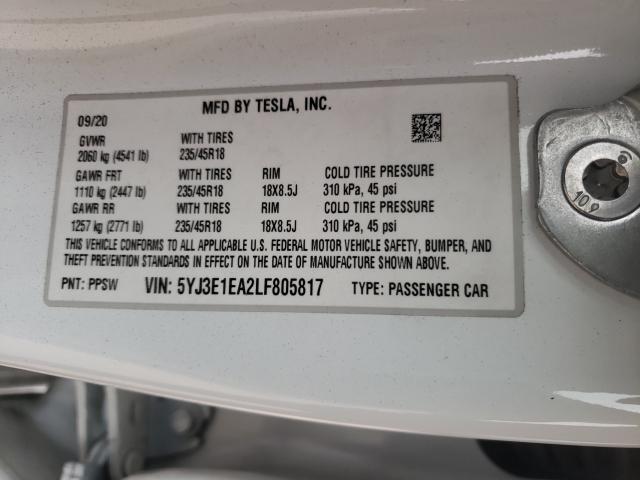 MFD BY TESLA, INC.
09/20
GVWR WITH TIRES
2060 kg (4541 lb) 235/45R18
GAWR FRT WITH TIRES RIM COLD TIRE PRESSURE
1110 kg (2447 lb) 235/45R18 18X8.5J 310 kPa, 45 psi
GAWR RR WITH TIRES RIM COLD TIRE PRESSURE
1257 kg (2771 lb) 235/45R18 18X8.5J 310 kPa, 45 psi
THIS VEHICLE CONFORMS TO ALL APPLICABLE U.S. FEDERAL MOTOR VEHICLE SAFETY, BUMPER, AND
THEFT PREVENTION STANDARDS IN EFFECT ON THE DATE OF MANUFACTURE SHOWN ABOVE.
PNT: PPSW VIN: 5YJ3E1EA2LF805817 TYPE: PASSENGER CAR